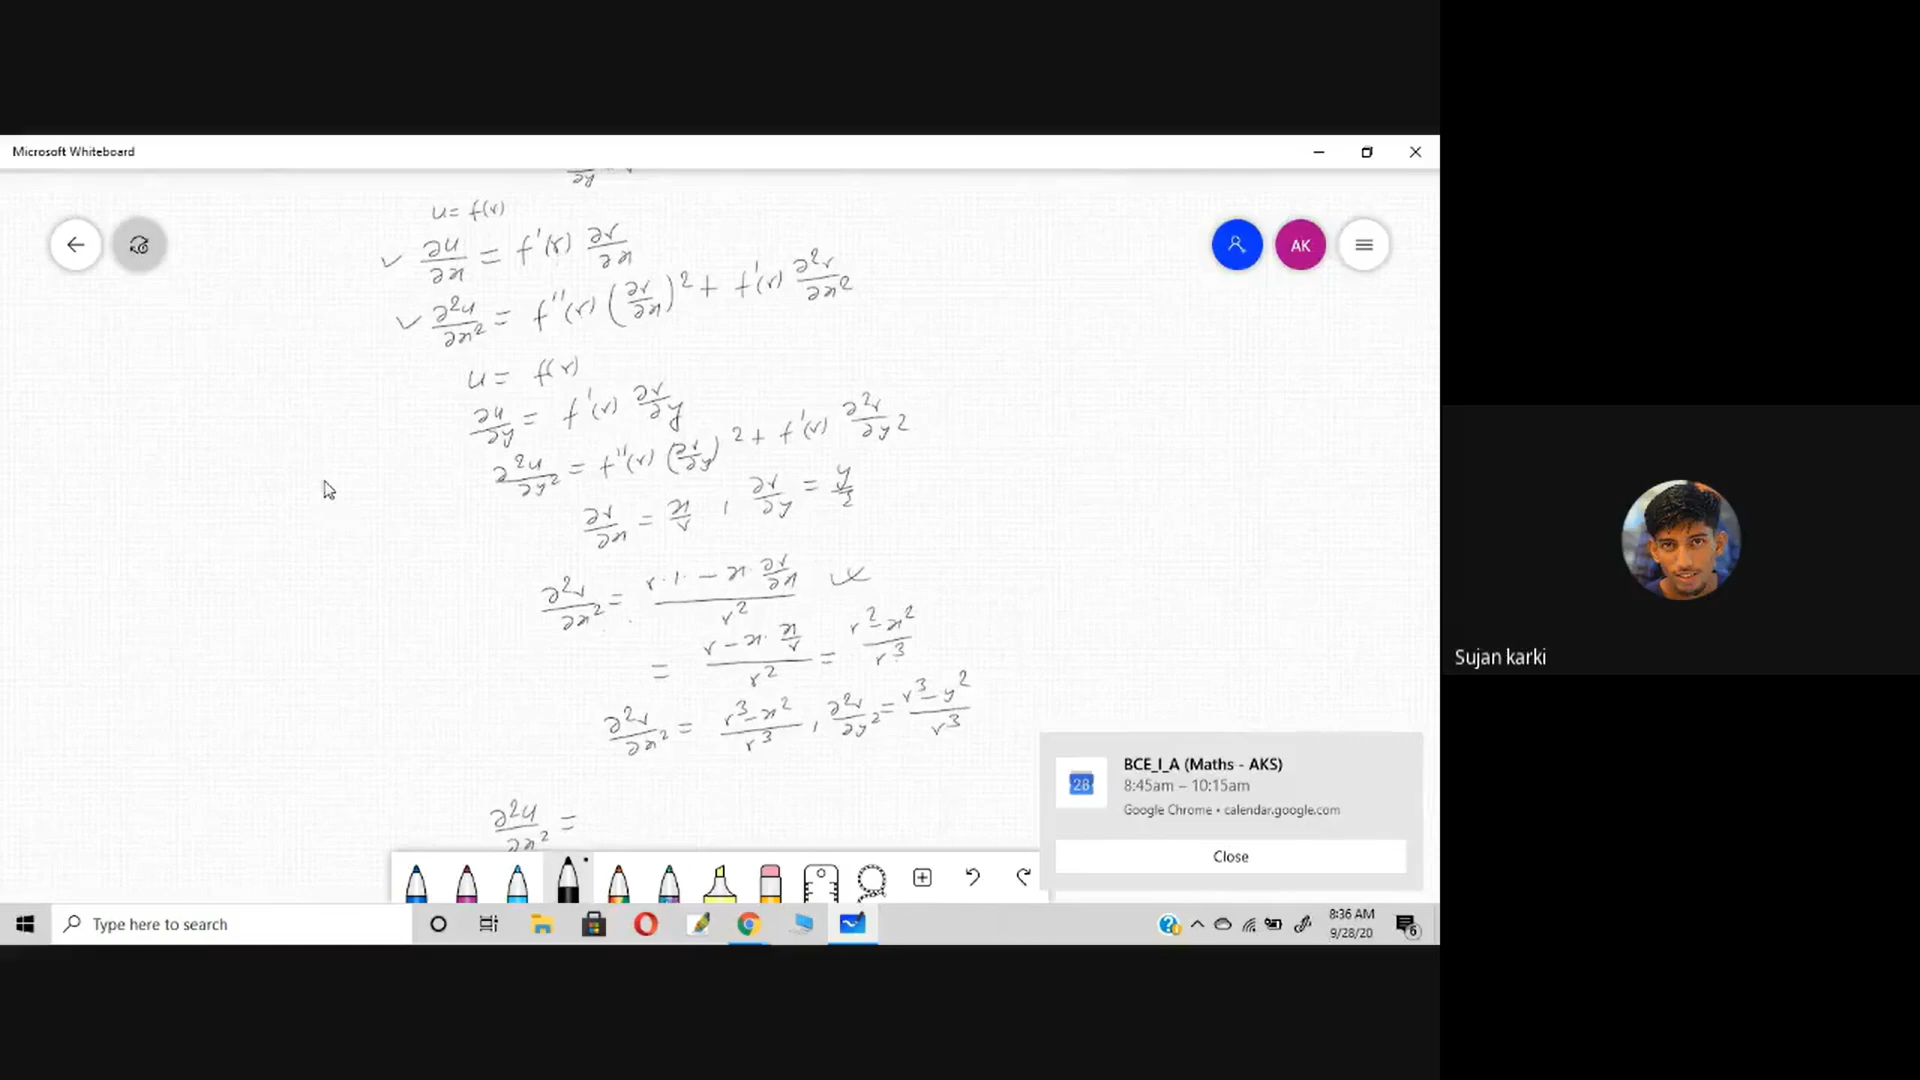 Microsoft Whiteboard
∂y
u = f(r)
✓ ∂u/∂x = f'(r) ∂r/∂x
✓ ∂²u/∂x² = f''(r) (∂r/∂x)² + f'(r) ∂²r/∂x²
AK
u = f(r)
∂u/∂y = f'(r) ∂r/∂y
∂²u/∂y² = f''(r) (∂r/∂y)² + f'(r) ∂²r/∂y²
∂r/∂x = x/r , ∂r/∂y = y/2
∂²r/∂x² = (r·1· – x·∂r/∂x)/r²
= (r – x·x/r)/r² = (r² – x²)/r³
∂²r/∂x² = (r³ – x²)/r³ , ∂²r/∂y² = (r³ – y²)/r³
∂²u/∂x² =
Sujan karki
28
BCE_I_A (Maths - AKS)
8:45am – 10:15am
Google Chrome • calendar.google.com
Close
Type here to search
8:36 AM
9/28/20
6